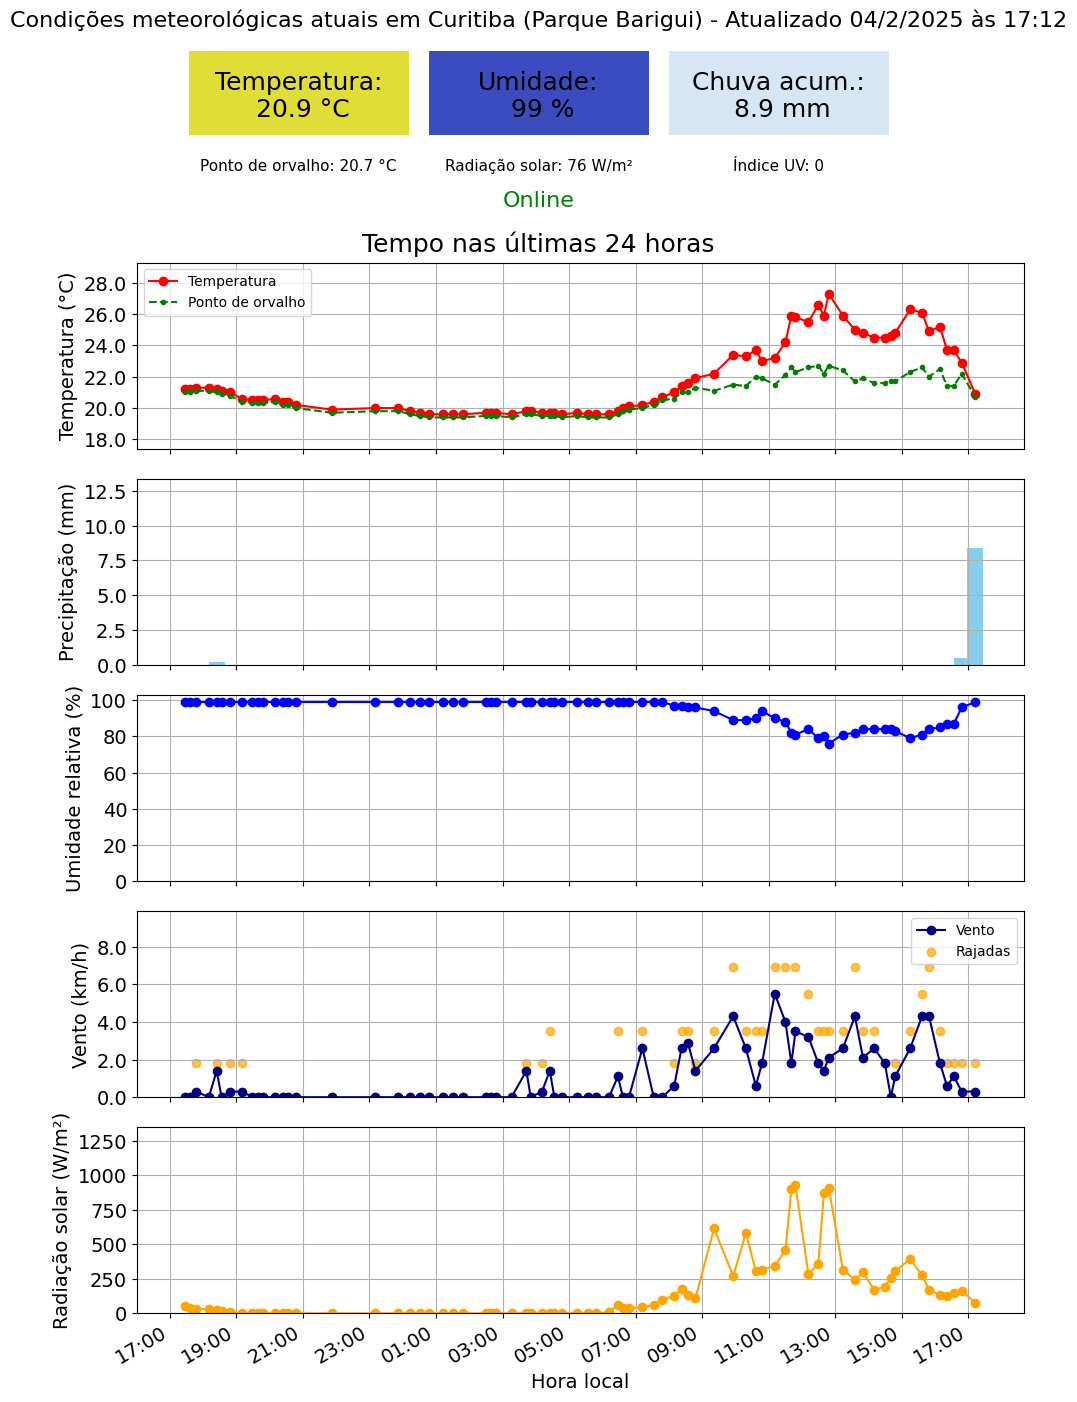 Condições meteorológicas atuais em Curitiba (Parque Barigui) - Atualizado 04/2/2025 às 17:12
Temperatura:
20.9 °C
Umidade:
99 %
Chuva acum.:
8.9 mm
Ponto de orvalho: 20.7 °C
Radiação solar: 76 W/m²
Índice UV: 0
Online
Tempo nas últimas 24 horas
Temperatura (°C)
28.0
26.0
24.0
22.0
20.0
18.0
Temperatura
Ponto de orvalho
Precipitação (mm)
12.5
10.0
7.5
5.0
2.5
0.0
Umidade relativa (%)
100
80
60
40
20
0
Vento (km/h)
8.0
6.0
4.0
2.0
0.0
Vento
Rajadas
Radiação solar (W/m²)
1250
1000
750
500
250
0
17:00
19:00
21:00
23:00
01:00
03:00
05:00
07:00
09:00
11:00
13:00
15:00
17:00
Hora local